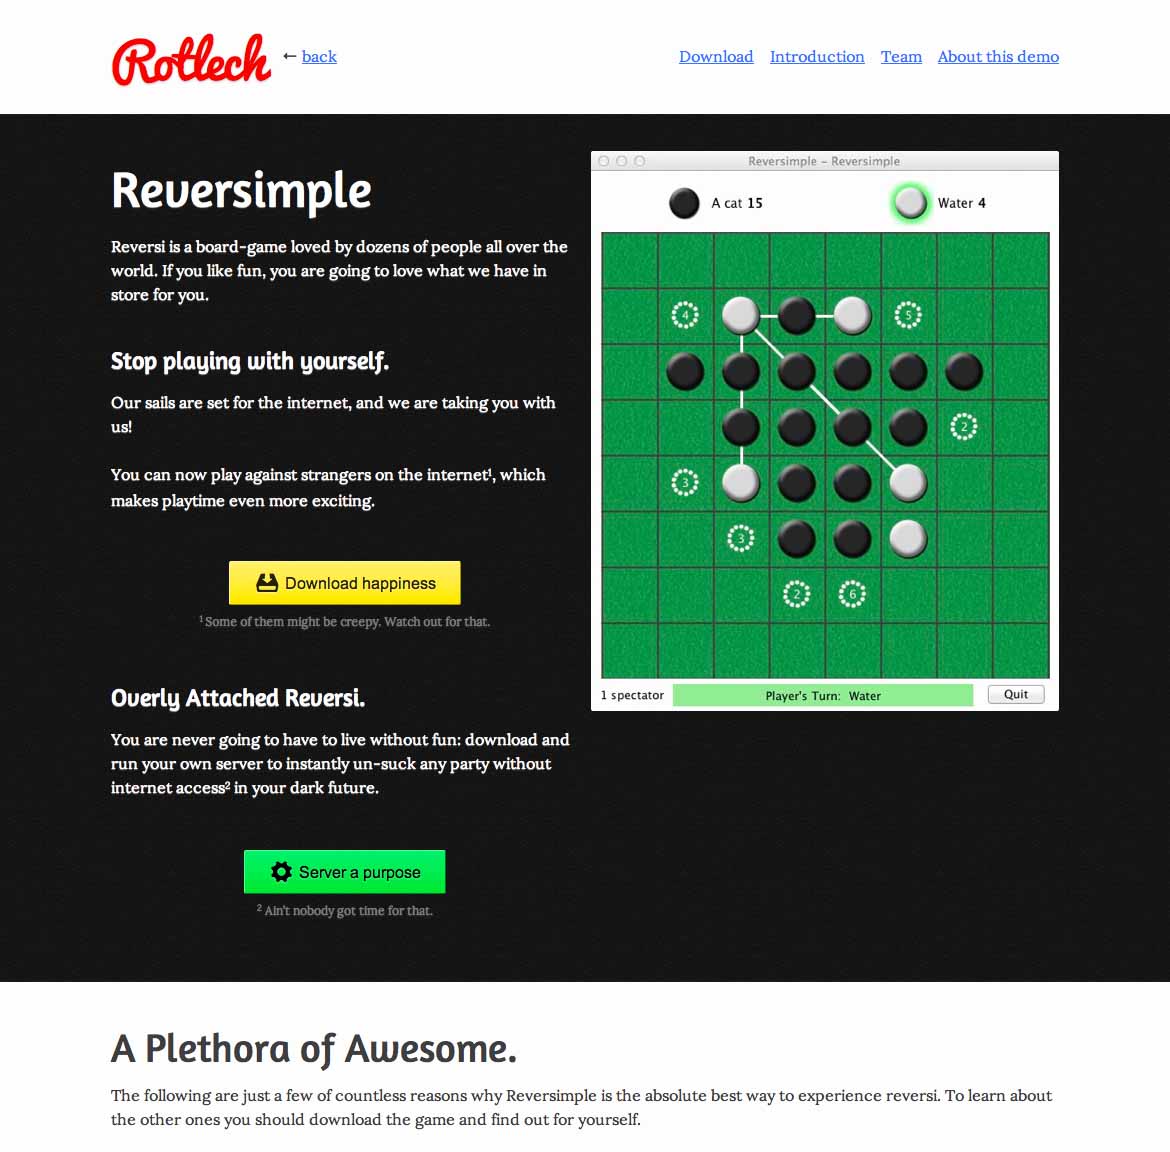 Rotlech
← back
Download Introduction Team About this demo
Reversimple
Reversi is a board-game loved by dozens of people all over the
world. If you like fun, you are going to love what we have in
store for you.
Stop playing with yourself.
Our sails are set for the internet, and we are taking you with
us!
You can now play against strangers on the internet¹, which
makes playtime even more exciting.
Download happiness
¹ Some of them might be creepy. Watch out for that.
Overly Attached Reversi.
You are never going to have to live without fun: download and
run your own server to instantly un-suck any party without
internet access² in your dark future.
Server a purpose
² Ain't nobody got time for that.
Reversimple – Reversimple
A cat 15
Water 4
4
5
2
3
3
2
6
1 spectator
Player's Turn: Water
Quit
A Plethora of Awesome.
The following are just a few of countless reasons why Reversimple is the absolute best way to experience reversi. To learn about
the other ones you should download the game and find out for yourself.